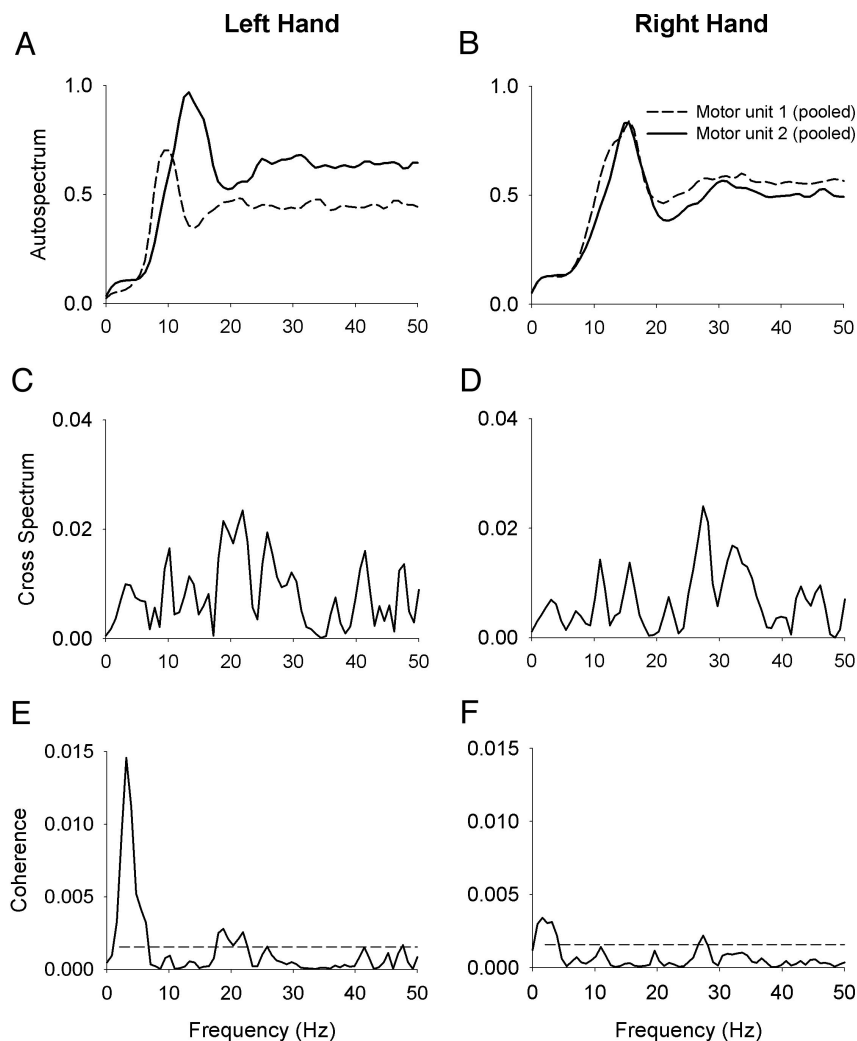 Left Hand
Right Hand
A
B
1.0
0.5
0.0
Autospectrum
0 10 20 30 40 50
1.0
0.5
0.0
Motor unit 1 (pooled)
Motor unit 2 (pooled)
0 10 20 30 40 50
C
D
0.04
0.02
0.00
Cross Spectrum
0 10 20 30 40 50
0.04
0.02
0.00
0 10 20 30 40 50
E
F
0.015
0.010
0.005
0.000
Coherence
0 10 20 30 40 50
Frequency (Hz)
0.015
0.010
0.005
0.000
0 10 20 30 40 50
Frequency (Hz)